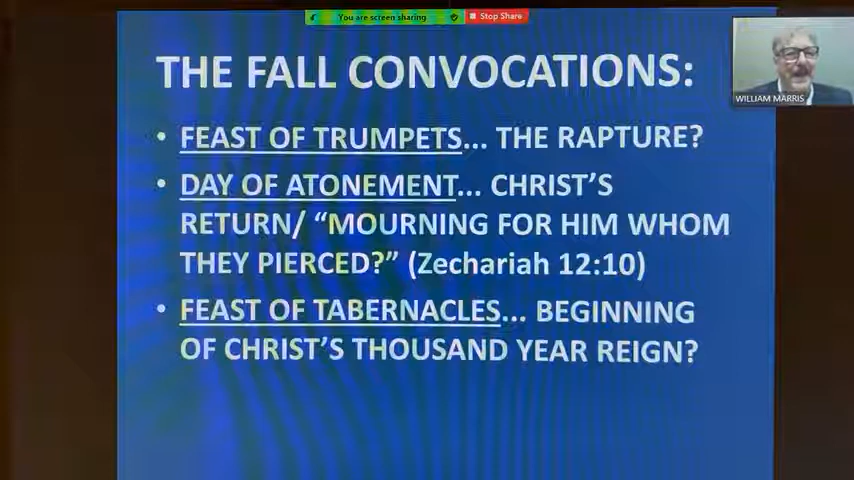 You are screen sharing Stop Share
THE FALL CONVOCATIONS:
WILLIAM MARRIS
• FEAST OF TRUMPETS... THE RAPTURE?
• DAY OF ATONEMENT... CHRIST'S
RETURN/ “MOURNING FOR HIM WHOM
THEY PIERCED?” (Zechariah 12:10)
• FEAST OF TABERNACLES... BEGINNING
OF CHRIST'S THOUSAND YEAR REIGN?